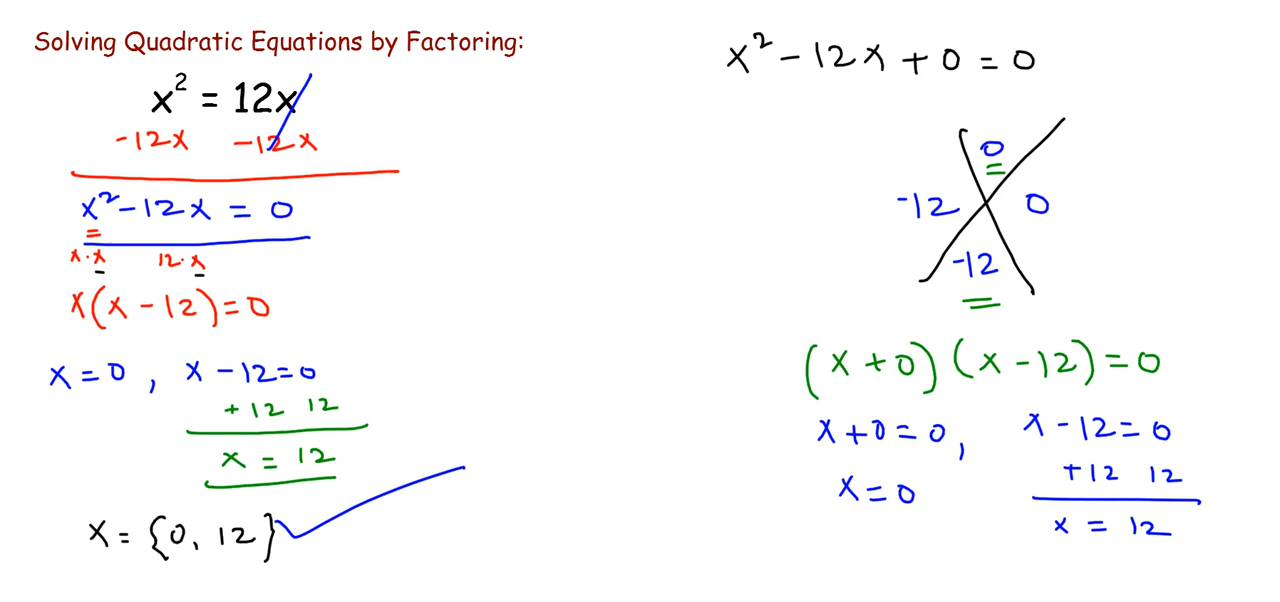 Solving Quadratic Equations by Factoring:
x² = 12x
-12x -12x
x² - 12x = 0
x·x 12·x
x(x - 12) = 0
x = 0, x - 12 = 0
+12 12
x = 12
x = {0, 12}
x² - 12x + 0 = 0
0
-12 0
-12
(x + 0)(x - 12) = 0
x + 0 = 0, x - 12 = 0
+12 12
x = 0
x = 12